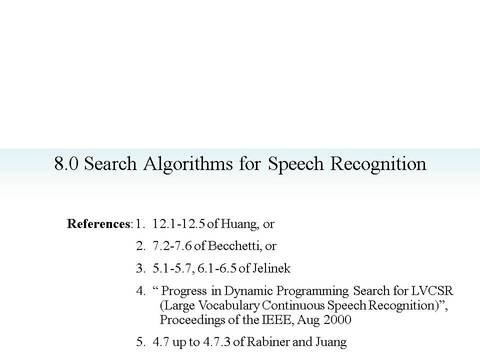 8.0 Search Algorithms for Speech Recognition
References: 1. 12.1-12.5 of Huang, or
2. 7.2-7.6 of Becchetti, or
3. 5.1-5.7, 6.1-6.5 of Jelinek
4. “ Progress in Dynamic Programming Search for LVCSR
(Large Vocabulary Continuous Speech Recognition)”,
Proceedings of the IEEE, Aug 2000
5. 4.7 up to 4.7.3 of Rabiner and Juang